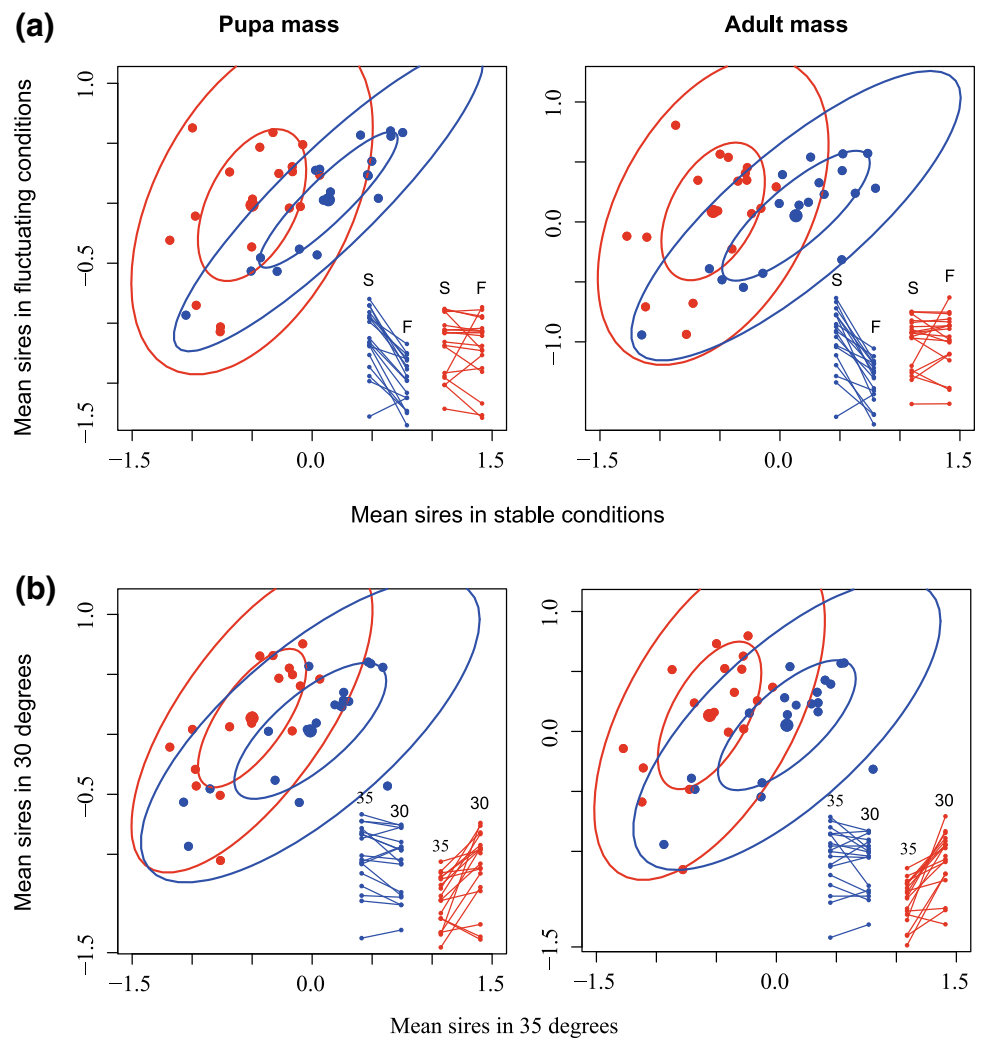 (a)
Pupa mass
Adult mass
Mean sires in fluctuating conditions
1.0
−0.5
−1.5
S
F
S
F
−1.5
0.0
1.5
1.0
0.0
−1.0
S
F
S
F
−1.5
0.0
1.5
Mean sires in stable conditions
(b)
Mean sires in 30 degrees
1.0
−0.5
−1.5
35
30
35
30
−1.5
0.0
1.5
1.0
0.0
−1.5
35
30
35
30
−1.5
0.0
1.5
Mean sires in 35 degrees